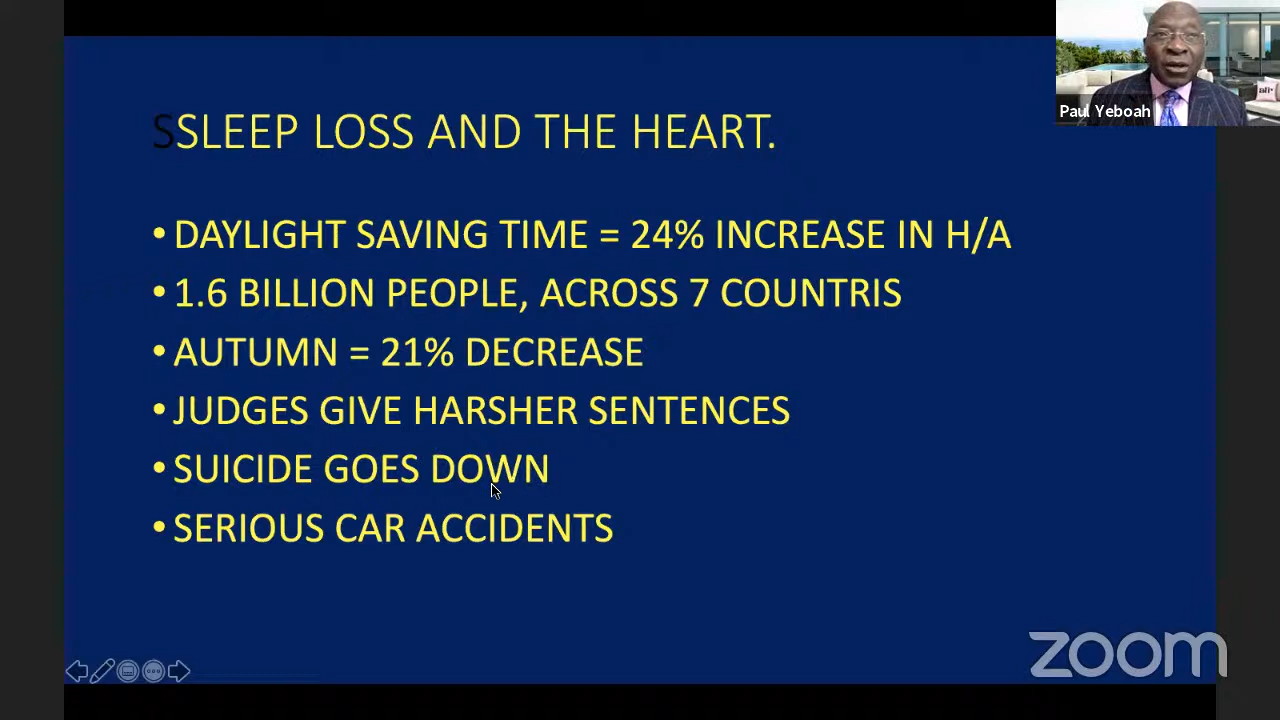 SSLEEP LOSS AND THE HEART.
• DAYLIGHT SAVING TIME = 24% INCREASE IN H/A
• 1.6 BILLION PEOPLE, ACROSS 7 COUNTRIS
• AUTUMN = 21% DECREASE
• JUDGES GIVE HARSHER SENTENCES
• SUICIDE GOES DOWN
• SERIOUS CAR ACCIDENTS
Paul Yeboah
zoom